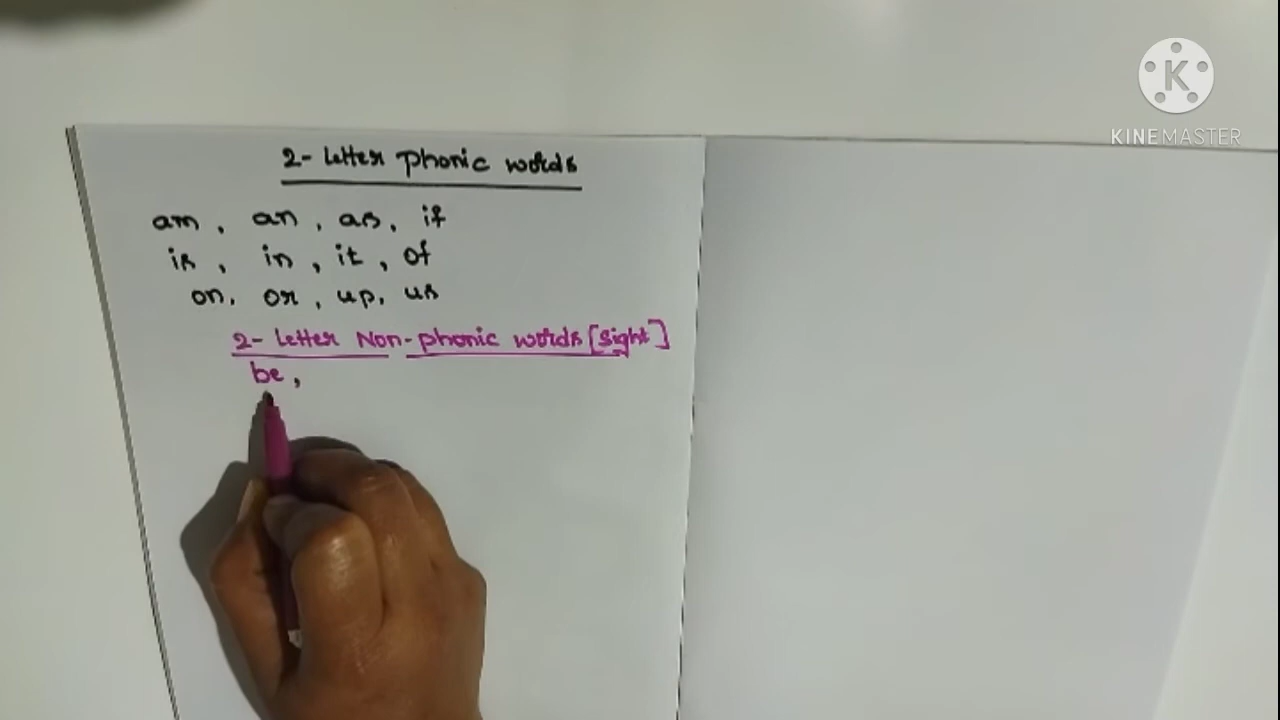 2- Letter phonic words
am, an, as, if
is, in, it, of
on, or, up, us
2- Letter Non-phonic words [sight]
be,
K
KINEMASTER